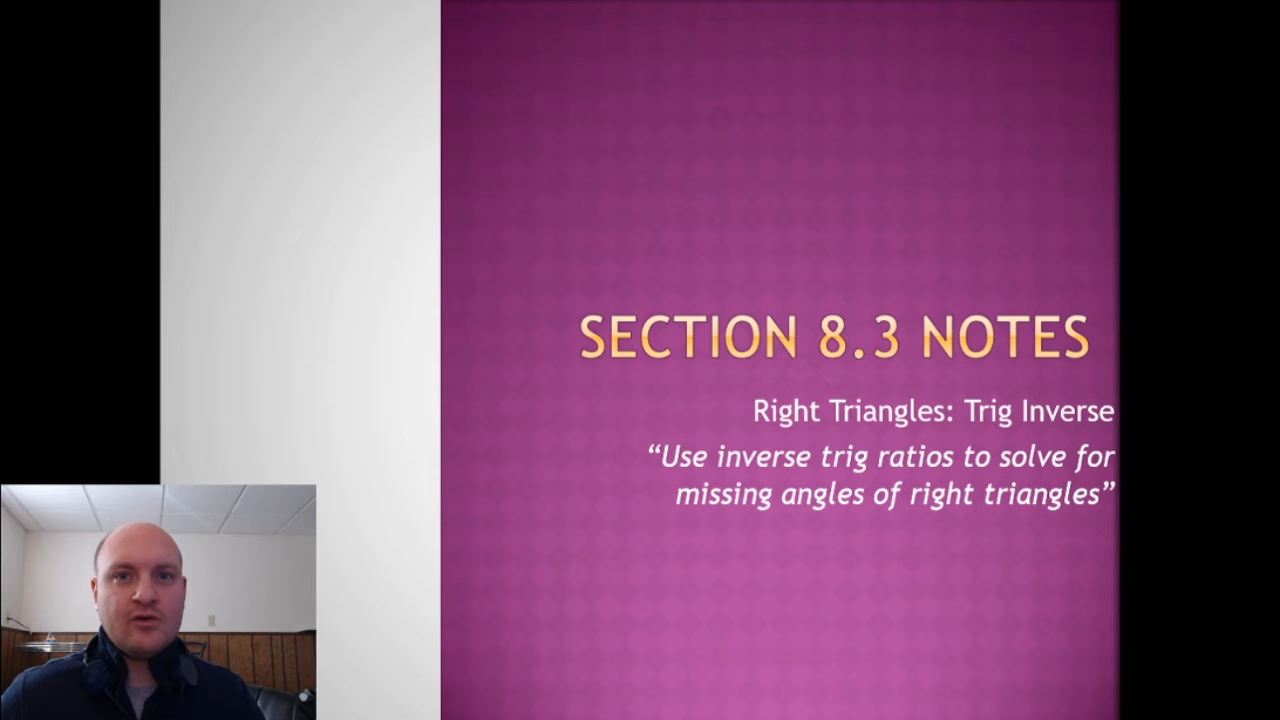 SECTION 8.3 NOTES
Right Triangles: Trig Inverse
“Use inverse trig ratios to solve for
missing angles of right triangles”